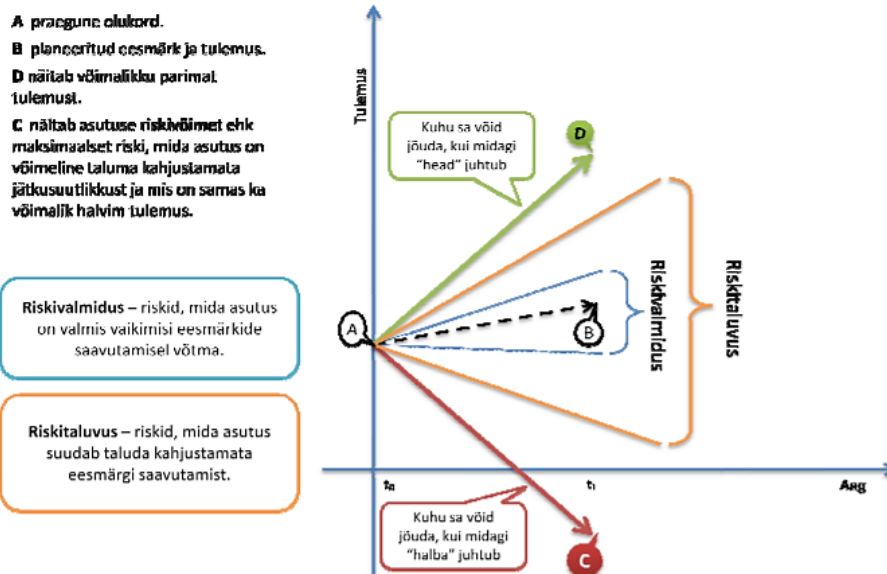 A praegune olukord.
B planeeritud eesmärk ja tulemus.
D näitab võimalikku parimat
tulemust.
C näitab asutuse riskivõimet ehk
maksimaalset riski, mida asutus on
võimeline taluma kahjustamata
jätkusuutlikkust ja mis on samas ka
võimalik halvim tulemus.
Riskivalmidus – riskid, mida asutus
on valmis vaikimisi eesmärkide
saavutamisel võtma.
Riskitaluvus – riskid, mida asutus
suudab taluda kahjustamata
eesmärgi saavutamist.
Tulemus
Kuhu sa võid
jõuda, kui midagi
"head" juhtub
D
A
B
Riskivalmidus
Riskitaluvus
t₀
t₁
Aeg
Kuhu sa võid
jõuda, kui midagi
"halba" juhtub
C